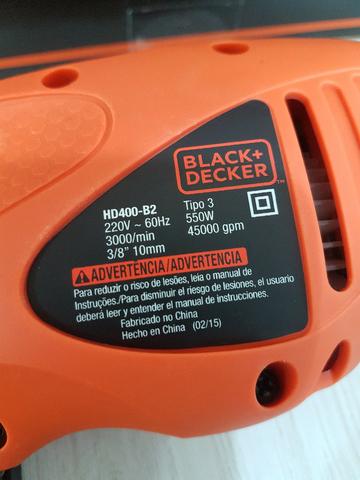 BLACK+
DECKER™
HD400-B2 Tipo 3
220V ~ 60Hz 550W
3000/min 45000 gpm
3/8" 10mm
ADVERTÊNCIA/ADVERTENCIA
Para reduzir o risco de lesões, leia o manual de
Instruções./Para disminuir el riesgo de lesiones, el usuario
deberá leer y entender el manual de instrucciones.
Fabricado no China
Hecho en China (02/15)